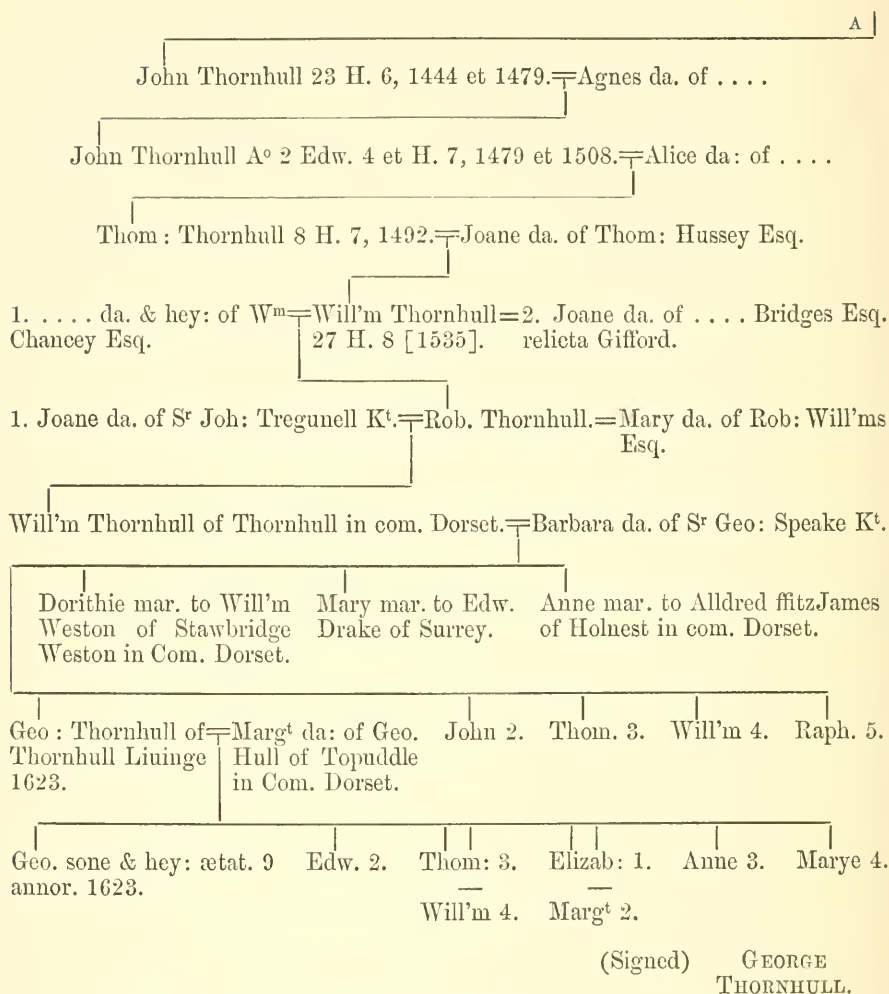 A
John Thornhull 23 H. 6, 1444 et 1479.=Agnes da. of . . . .
John Thornhull Aº 2 Edw. 4 et H. 7, 1479 et 1508.=Alice da: of . . . .
Thom: Thornhull 8 H. 7, 1492.=Joane da. of Thom: Hussey Esq.
1. . . . . da. & hey: of Wᵐ=Will'm Thornhull=2. Joane da. of . . . . Bridges Esq.
Chancey Esq. 27 H. 8 [1535]. relicta Gifford.
1. Joane da. of Sʳ Joh: Tregunell Kᵗ.=Rob. Thornhull.=Mary da. of Rob: Will'ms
Esq.
Will'm Thornhull of Thornhull in com. Dorset.=Barbara da. of Sʳ Geo: Speake Kᵗ.
Dorithie mar. to Will'm Mary mar. to Edw. Anne mar. to Alldred ffitzJames
Weston of Stawbridge Drake of Surrey. of Holnest in com. Dorset.
Weston in Com. Dorset.
Geo: Thornhull of=Margᵗ da: of Geo. John 2. Thom. 3. Will'm 4. Raph. 5.
Thornhull Liuinge Hull of Topuddle
1623. in Com. Dorset.
Geo. sone & hey: ætat. 9 Edw. 2. Thom: 3. Elizab: 1. Anne 3. Marye 4.
annor. 1623.
Will'm 4. Margᵗ 2.
(Signed) GEORGE
THORNHULL.